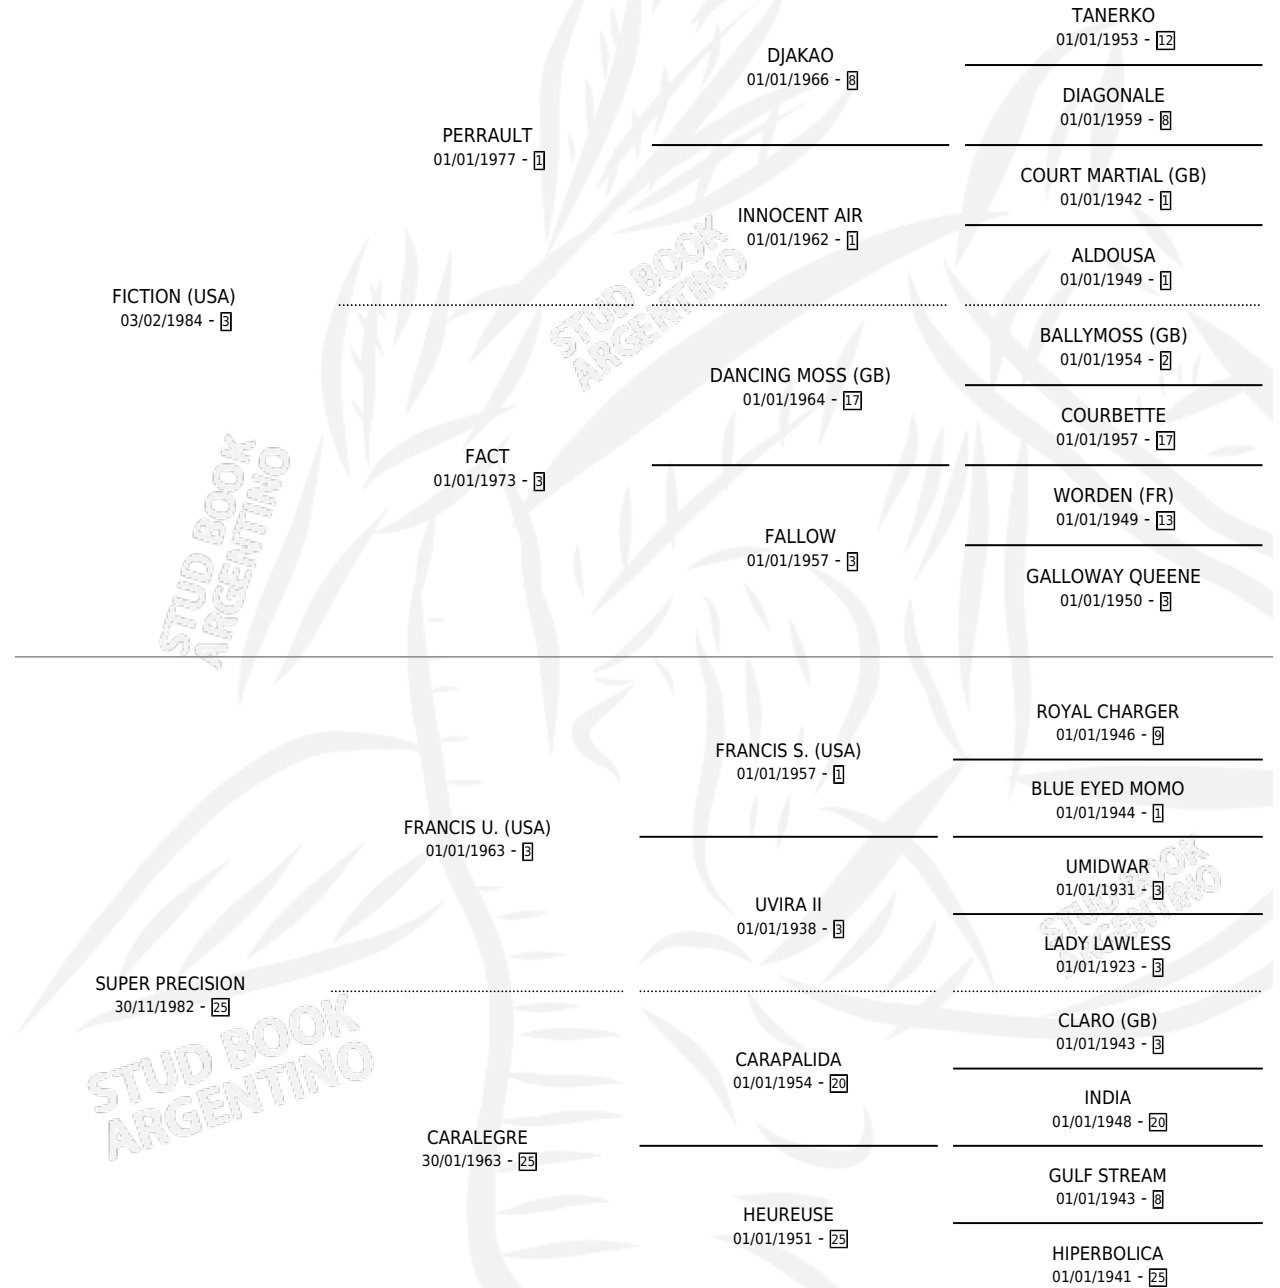 TANERKO
01/01/1953 - 12
DJAKAO
01/01/1966 - 8
DIAGONALE
01/01/1959 - 8
PERRAULT
01/01/1977 - 1
COURT MARTIAL (GB)
01/01/1942 - 1
INNOCENT AIR
01/01/1962 - 1
ALDOUSA
01/01/1949 - 1
FICTION (USA)
03/02/1984 - 3
BALLYMOSS (GB)
01/01/1954 - 2
DANCING MOSS (GB)
01/01/1964 - 17
COURBETTE
01/01/1957 - 17
FACT
01/01/1973 - 3
WORDEN (FR)
01/01/1949 - 13
FALLOW
01/01/1957 - 3
GALLOWAY QUEENE
01/01/1950 - 3
ROYAL CHARGER
01/01/1946 - 9
FRANCIS S. (USA)
01/01/1957 - 1
BLUE EYED MOMO
01/01/1944 - 1
FRANCIS U. (USA)
01/01/1963 - 3
UMIDWAR
01/01/1931 - 3
UVIRA II
01/01/1938 - 3
LADY LAWLESS
01/01/1923 - 3
SUPER PRECISION
30/11/1982 - 25
CLARO (GB)
01/01/1943 - 3
CARAPALIDA
01/01/1954 - 20
INDIA
01/01/1948 - 20
CARALEGRE
30/01/1963 - 25
GULF STREAM
01/01/1943 - 8
HEUREUSE
01/01/1951 - 25
HIPERBOLICA
01/01/1941 - 25
STUD BOOK
ARGENTINO
STUD BOOK
ARGENTINO
STUD BOOK
ARGENTINO
STUD BOOK
ARGENTINO